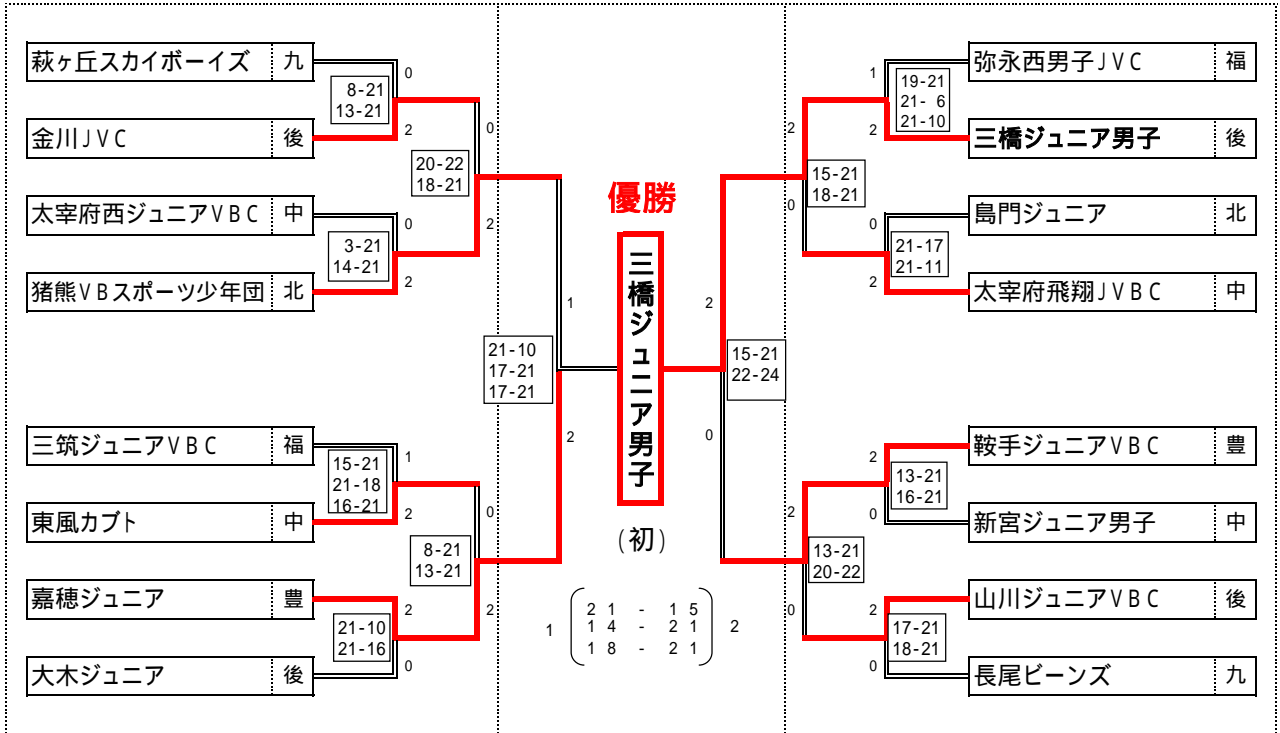 萩ヶ丘スカイボーイズ 九
0
8-21
13-21
金川JVC 後
2
0
20-22
18-21
太宰府西ジュニアVBC 中
0
3-21
14-21
2
猪熊VBスポーツ少年団 北
2
1
21-10
17-21
17-21
2
三筑ジュニアVBC 福
1
15-21
21-18
16-21
東風カブト 中
2
0
8-21
13-21
嘉穂ジュニア 豊
2
21-10
21-16
2
大木ジュニア 後
0
優勝
三橋ジュニア男子
(初)
1
21 - 15
14 - 21
18 - 21
2
弥永西男子JVC 福
1
19-21
21- 6
21-10
三橋ジュニア男子 後
2
2
15-21
18-21
0
島門ジュニア 北
0
21-17
21-11
太宰府飛翔JVBC 中
2
2
15-21
22-24
0
鞍手ジュニアVBC 豊
2
13-21
16-21
新宮ジュニア男子 中
0
2
13-21
20-22
0
山川ジュニアVBC 後
2
17-21
18-21
長尾ビーンズ 九
0